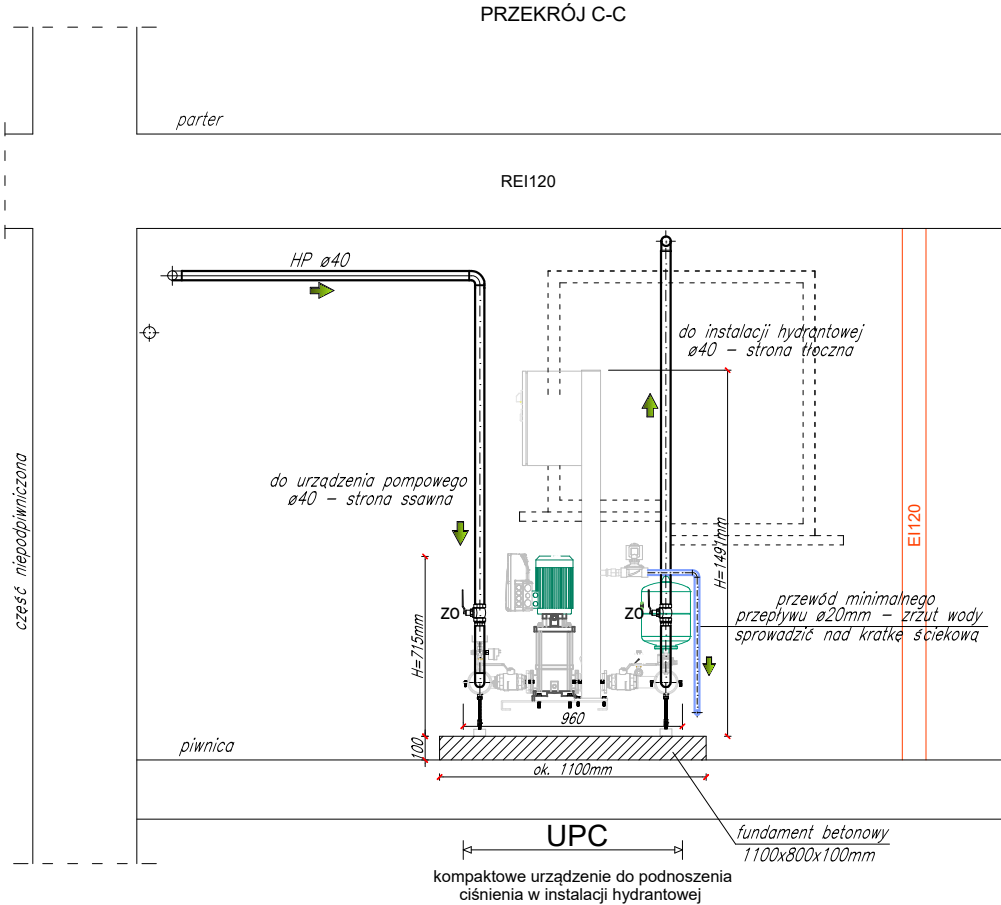 PRZEKRÓJ C-C
parter
REI120
HP ø40
do instalacji hydrantowej
ø40 – strona tłoczna
część niepodpiwniczona
do urządzenia pompowego
ø40 – strona ssawna
H=1491mm
EI120
ZO
ZO
przewód minimalnego
przepływu ø20mm – zrzut wody
sprowadzić nad kratkę ściekową
H=715mm
960
piwnica
100
ok. 1100mm
UPC
fundament betonowy
1100x800x100mm
kompaktowe urządzenie do podnoszenia
ciśnienia w instalacji hydrantowej